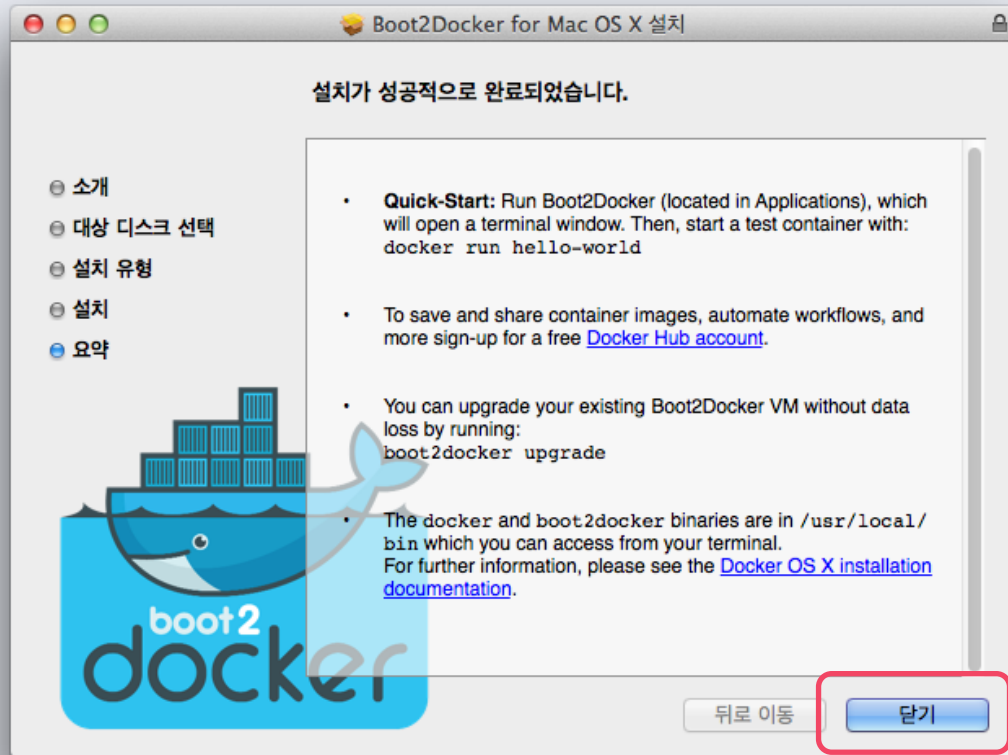 Boot2Docker for Mac OS X 설치
설치가 성공적으로 완료되었습니다.
소개
대상 디스크 선택
설치 유형
설치
요약
• Quick-Start: Run Boot2Docker (located in Applications), which
will open a terminal window. Then, start a test container with:
docker run hello-world
• To save and share container images, automate workflows, and
more sign-up for a free Docker Hub account.
• You can upgrade your existing Boot2Docker VM without data
loss by running:
boot2docker upgrade
• The docker and boot2docker binaries are in /usr/local/
bin which you can access from your terminal.
For further information, please see the Docker OS X installation
documentation.
boot2
docker
뒤로 이동
닫기